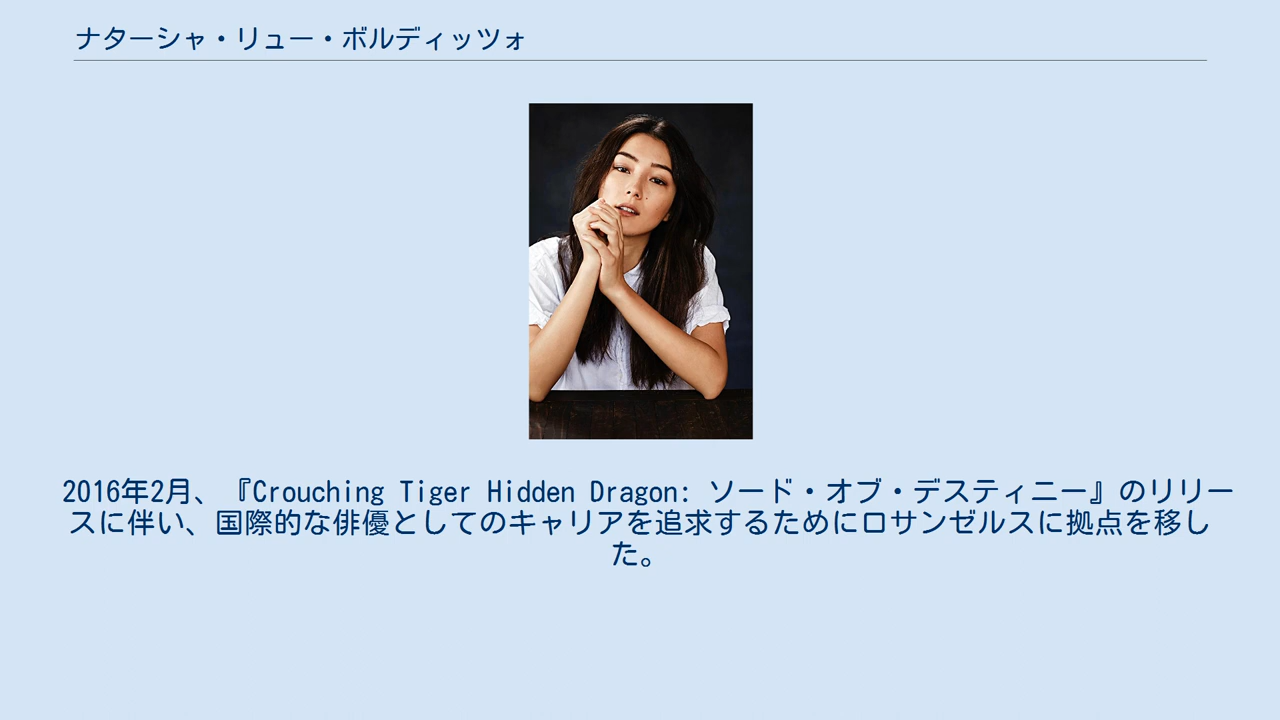 ナターシャ・リュー・ボルディッツォ
2016年2月、『Crouching Tiger Hidden Dragon: ソード・オブ・デスティニー』のリリー
スに伴い、国際的な俳優としてのキャリアを追求するためにロサンゼルスに拠点を移し
た。